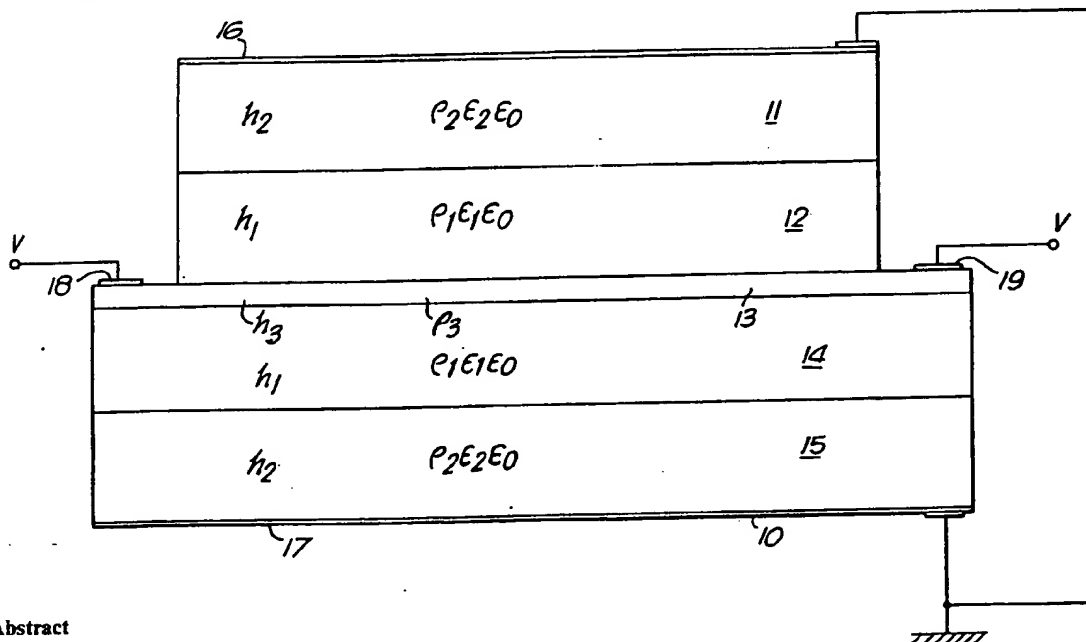 16
h₂ ρ₂ε₂ε₀ 11
h₁ ρ₁ε₁ε₀ 12
V 18 19 V
h₃ ρ₃ 13
h₁ ρ₁ε₁ε₀ 14
h₂ ρ₂ε₂ε₀ 15
17 10
Abstract